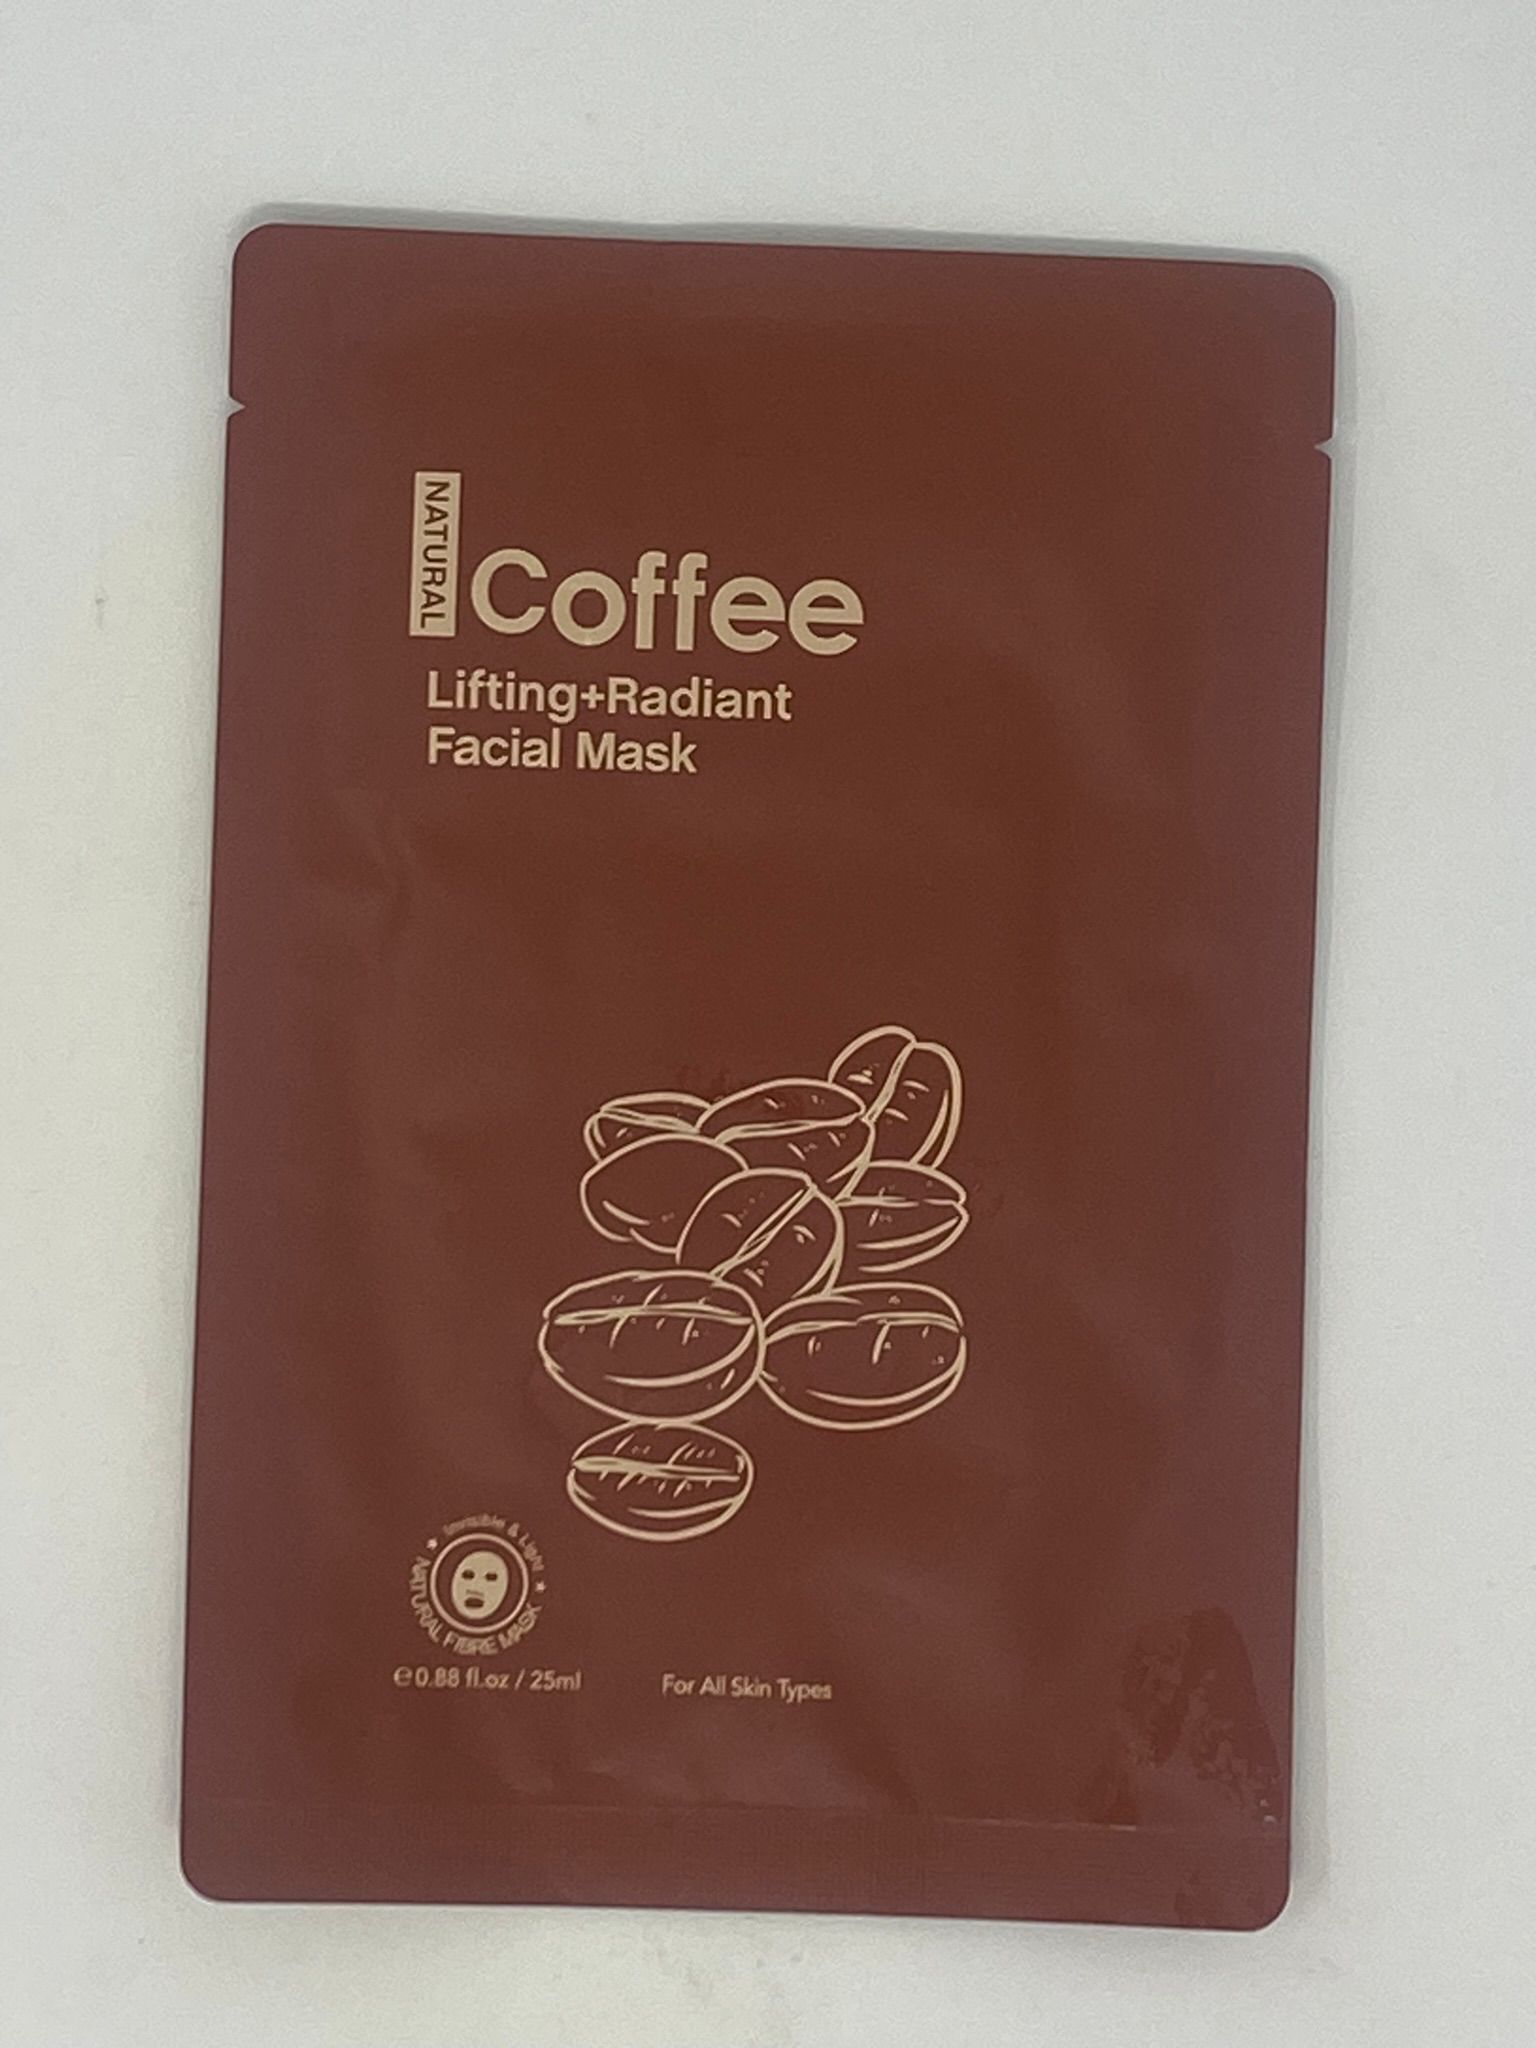 NATURAL
Coffee
Lifting+Radiant
Facial Mask
Invisible & Light
NATURAL FIBRE MASK
℮0.88 fl.oz / 25ml
For All Skin Types